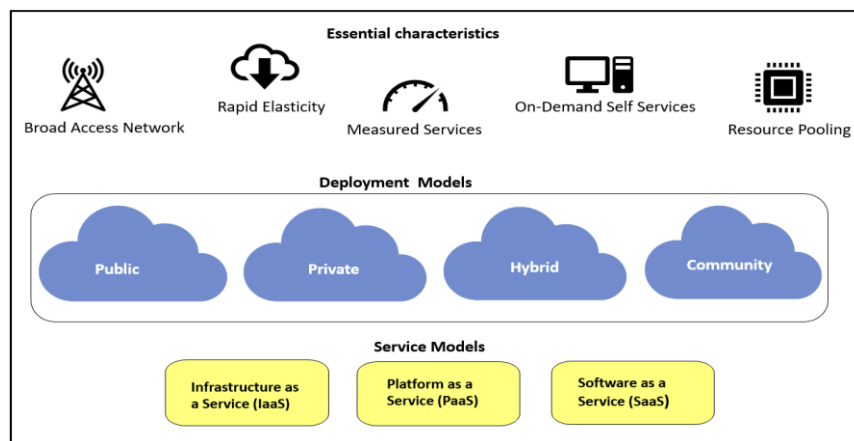 Essential characteristics
Broad Access Network
Rapid Elasticity
Measured Services
On-Demand Self Services
Resource Pooling
Deployment Models
Public
Private
Hybrid
Community
Service Models
Infrastructure as
a Service (IaaS)
Platform as a
Service (PaaS)
Software as a
Service (SaaS)